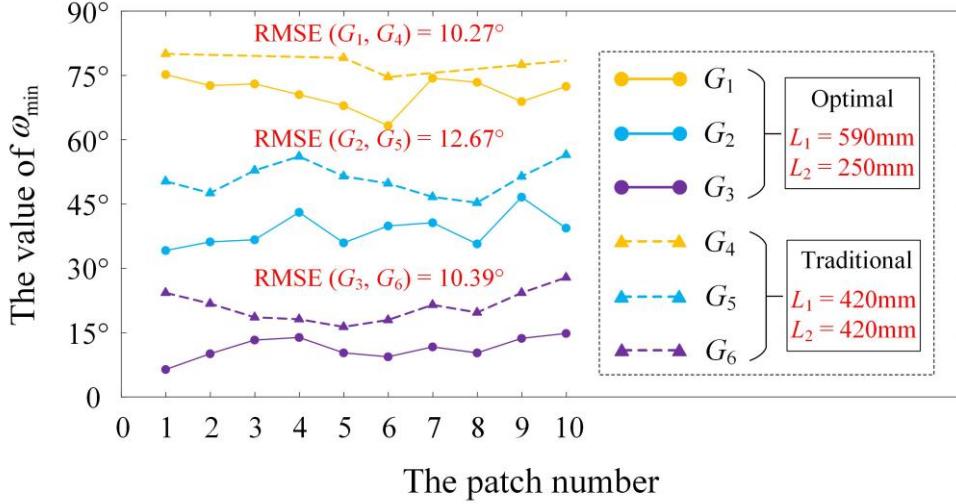 The value of ωmin
90°
75°
60°
45°
30°
15°
0
RMSE (G1, G4) = 10.27°
RMSE (G2, G5) = 12.67°
RMSE (G3, G6) = 10.39°
0 1 2 3 4 5 6 7 8 9 10
The patch number
G1
G2
G3
Optimal
L1 = 590mm
L2 = 250mm
G4
G5
G6
Traditional
L1 = 420mm
L2 = 420mm